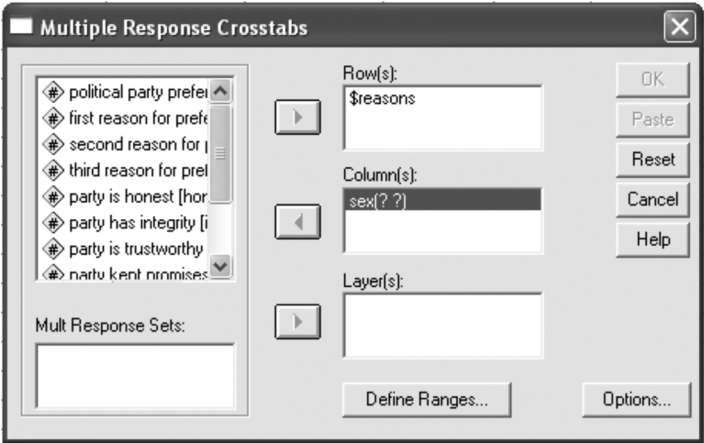 Multiple Response Crosstabs
political party prefer
first reason for prefe
second reason for
third reason for pref
party is honest [hor
party has integrity [i
party is trustworthy
party kept promises
Mult Response Sets:
Row(s):
$reasons
Column(s):
sex(? ?)
Layer(s):
Define Ranges...
OK
Paste
Reset
Cancel
Help
Options...